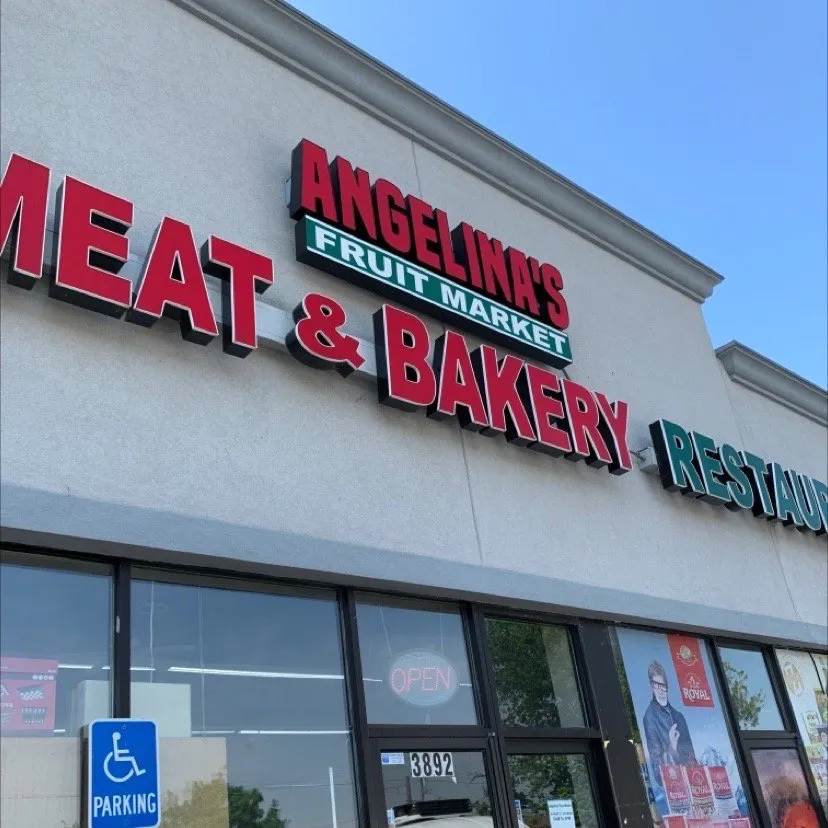 ANGELINA'S
FRUIT MARKET
MEAT & BAKERY
RESTAU
OPEN
3892
ROYAL
PARKING